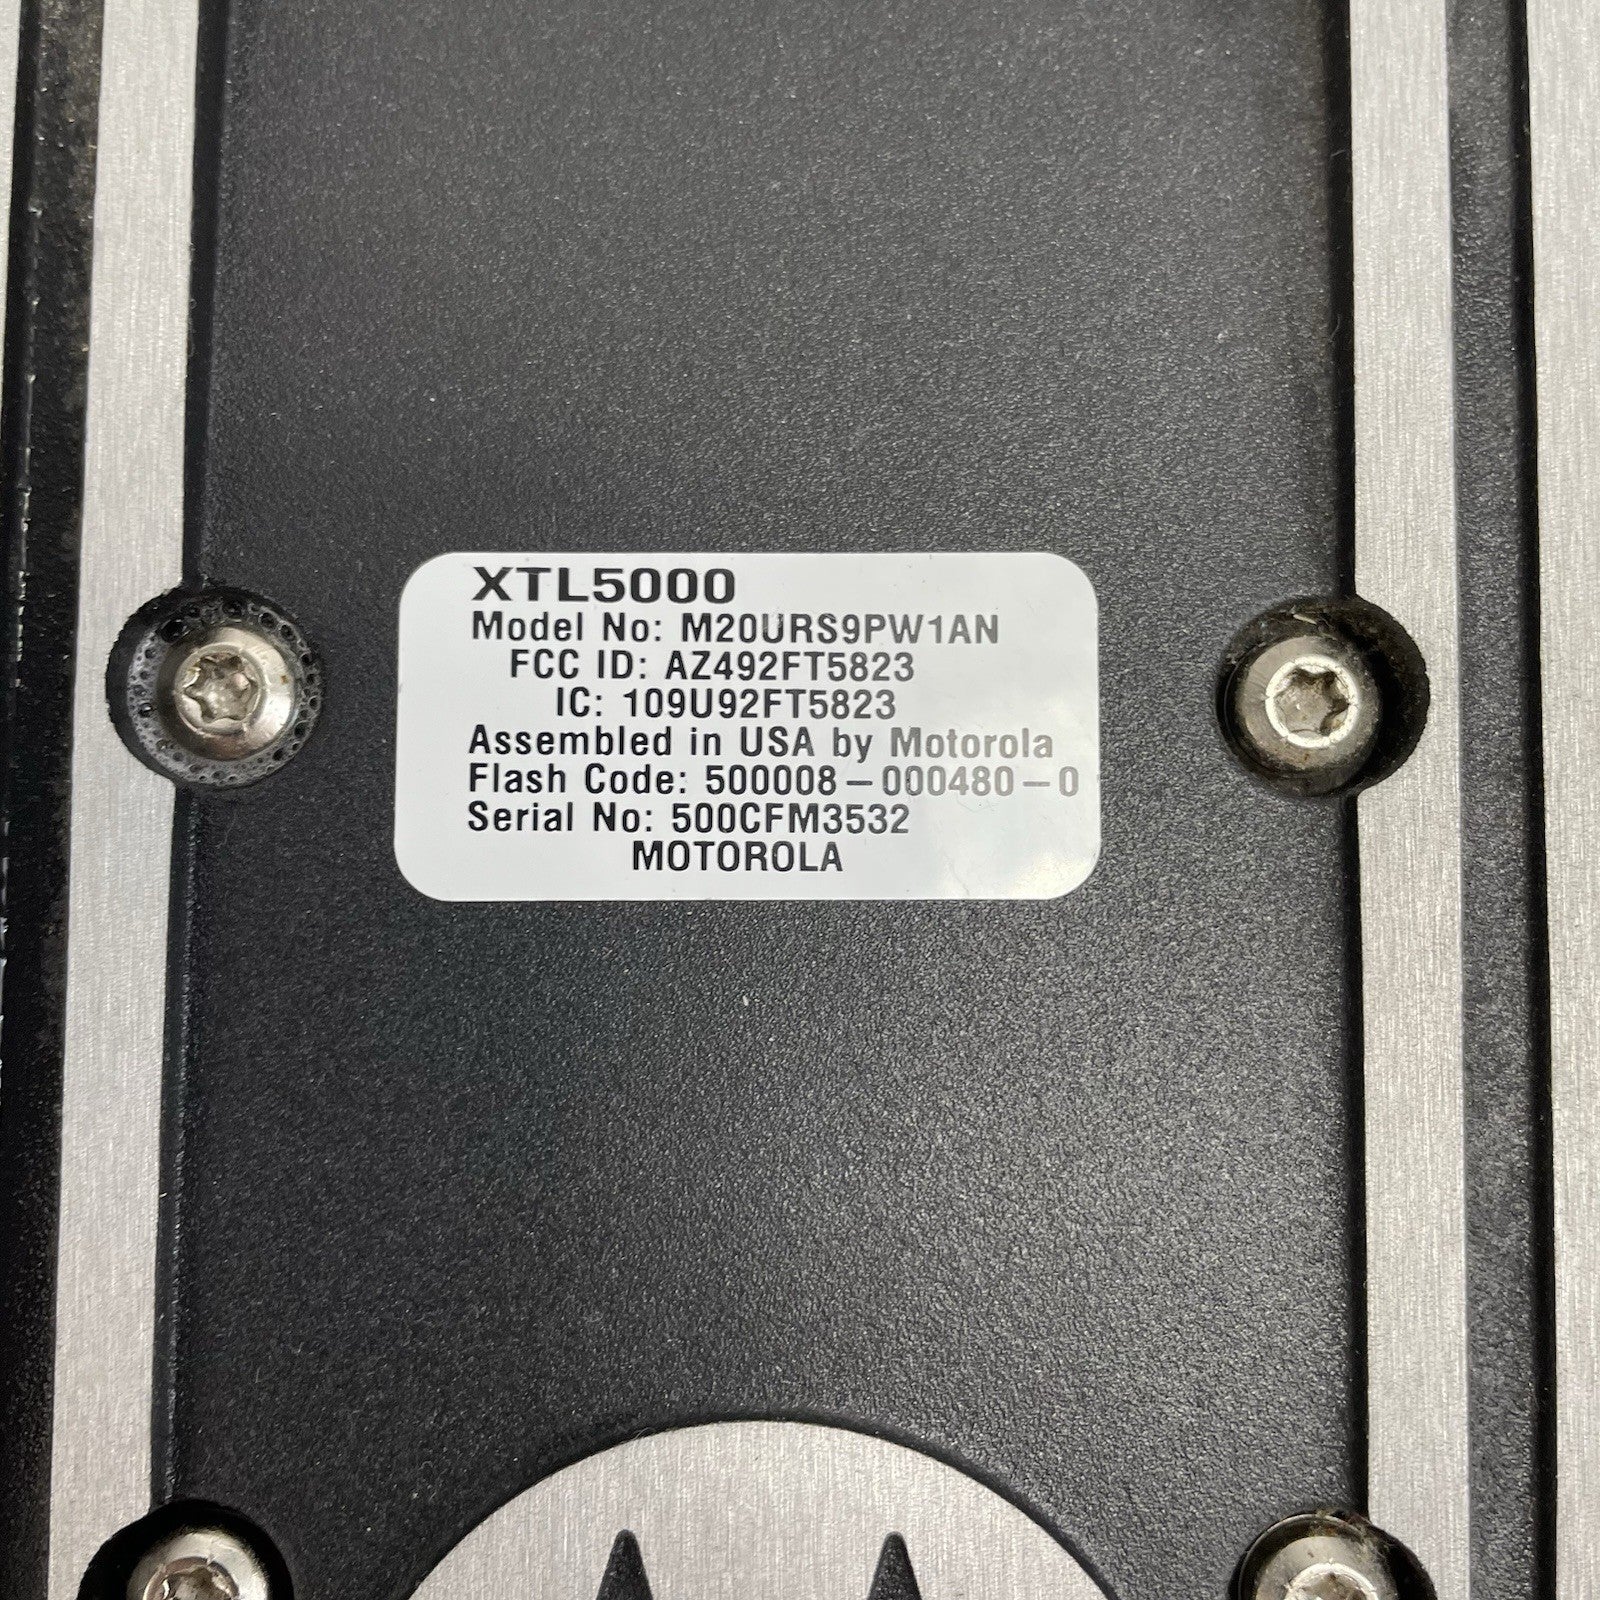 XTL5000
Model No: M20URS9PW1AN
FCC ID: AZ492FT5823
IC: 109U92FT5823
Assembled in USA by Motorola
Flash Code: 500008-000480-0
Serial No: 500CFM3532
MOTOROLA